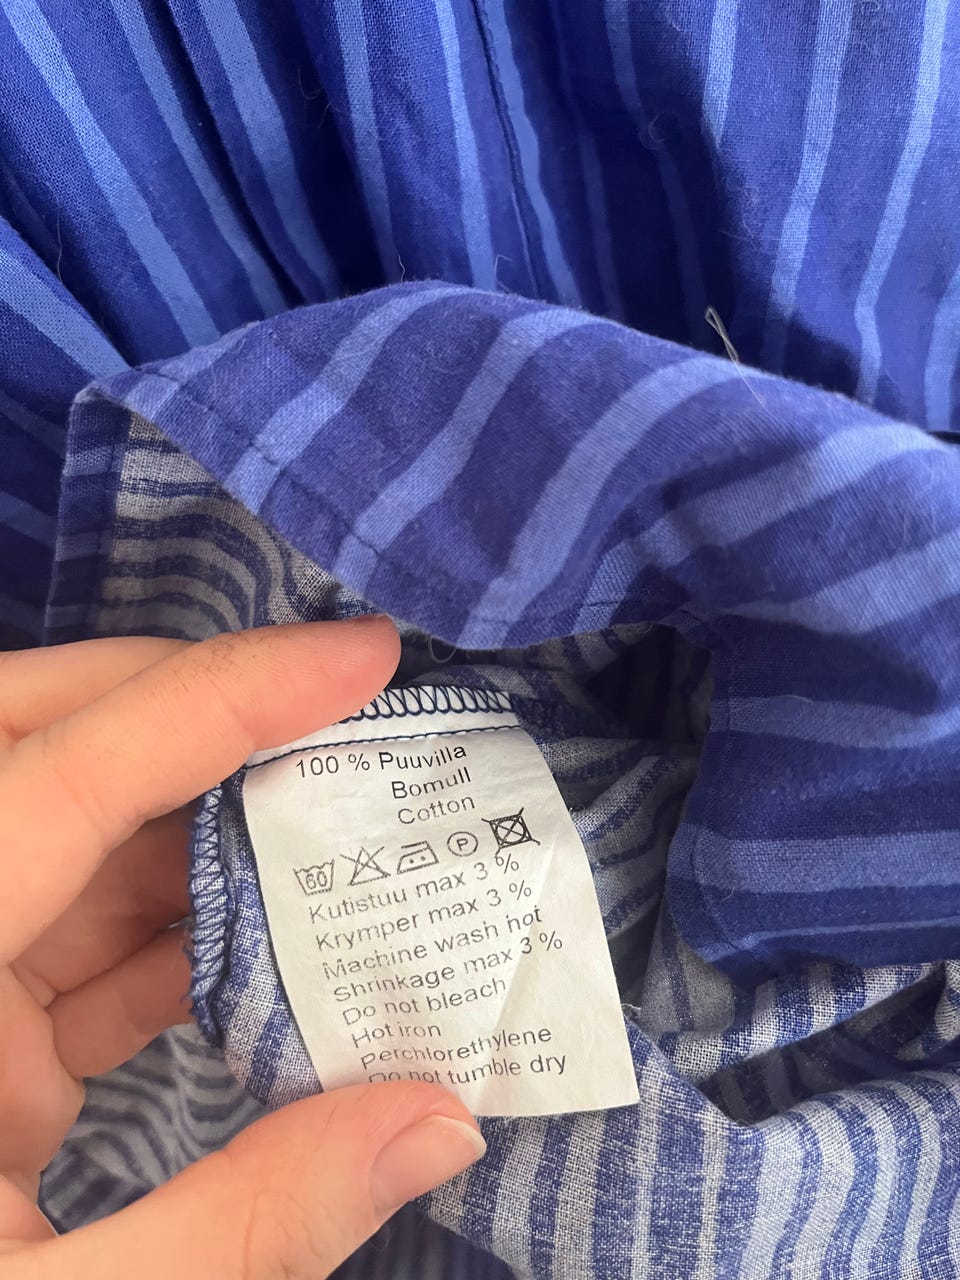 100 % Puuvilla
Bomull
Cotton
60 P
Kutistuu max 3 %
Krymper max 3 %
Machine wash hot
Shrinkage max 3 %
Do not bleach
Hot iron
Perchlorethylene
Do not tumble dry